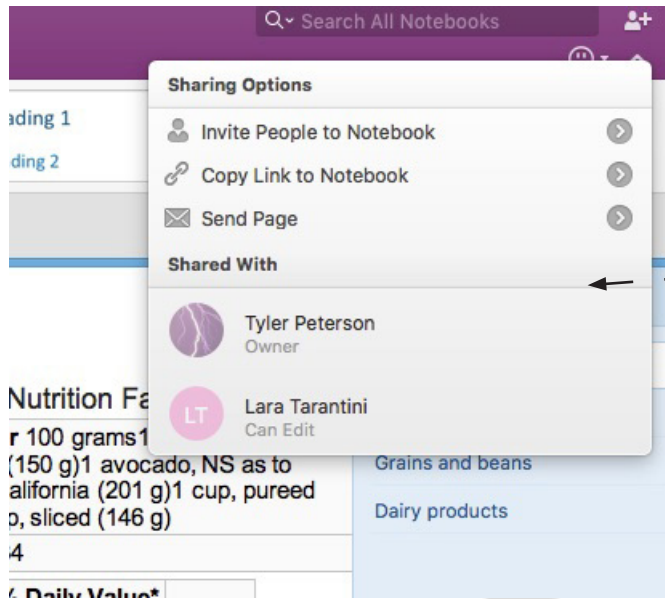 Search All Notebooks
Sharing Options
ading 1
Invite People to Notebook
ding 2
Copy Link to Notebook
Send Page
Shared With
Tyler Peterson
Owner
Nutrition Fa
LT
Lara Tarantini
Can Edit
r 100 grams1
(150 g)1 avocado, NS as to
alifornia (201 g)1 cup, pureed
o, sliced (146 g)
Grains and beans
Dairy products
4
% Daily Value*